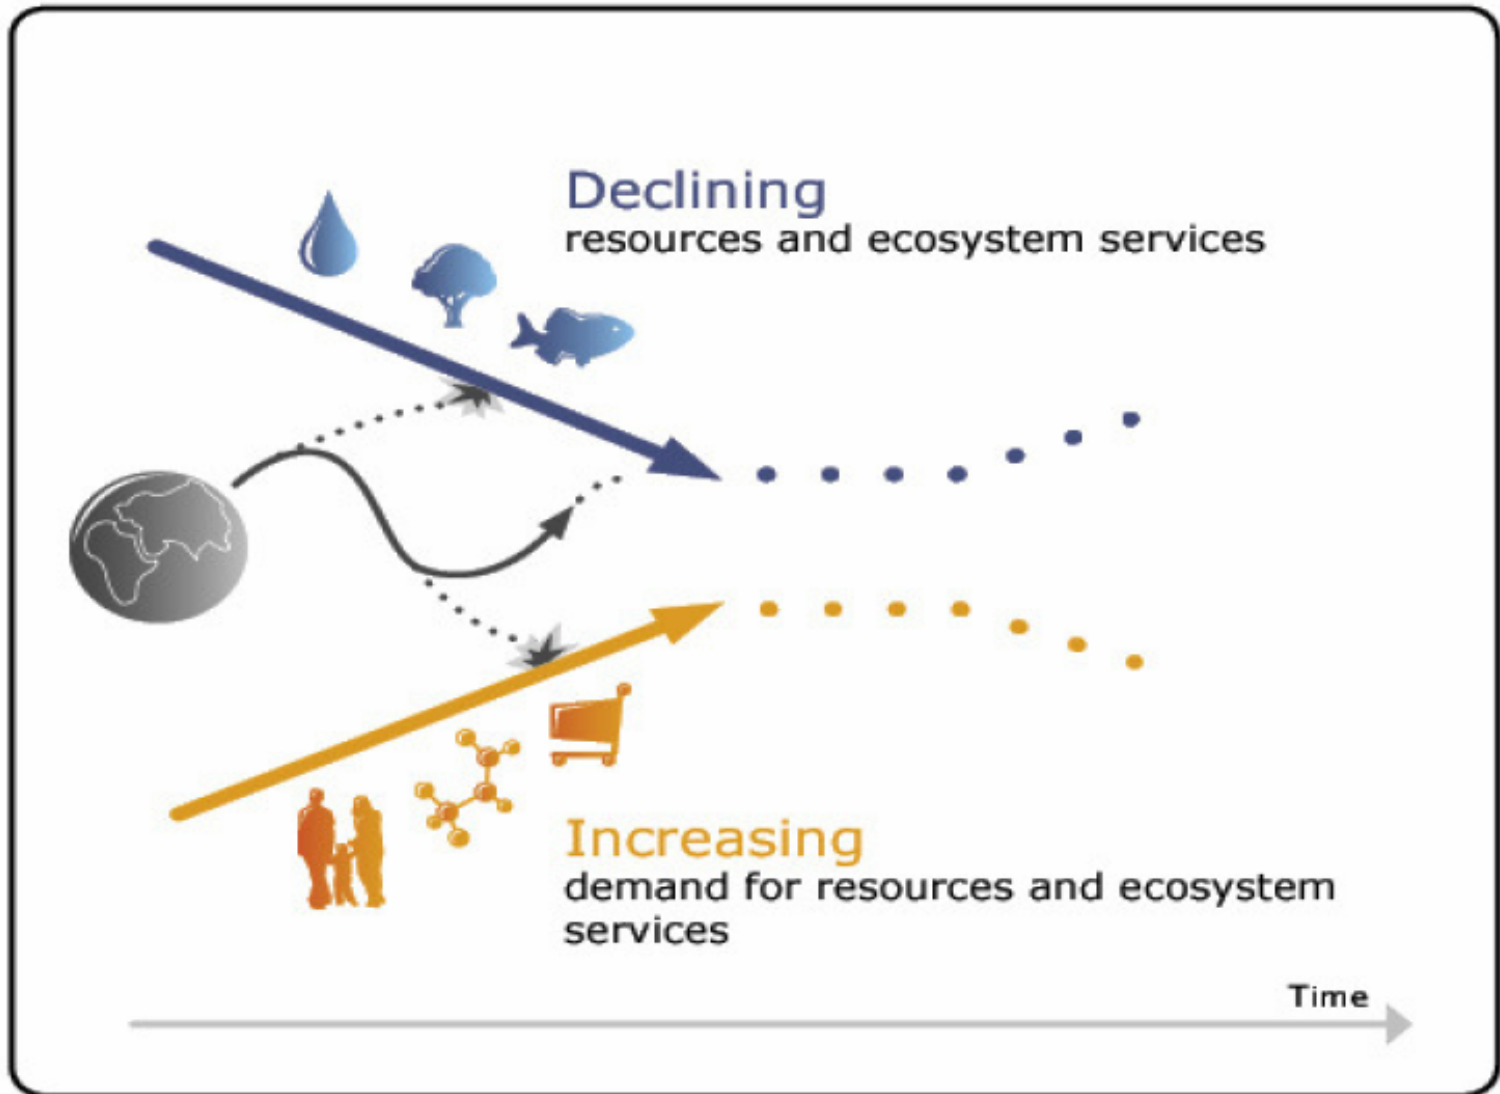 Declining
resources and ecosystem services
Increasing
demand for resources and ecosystem
services
Time